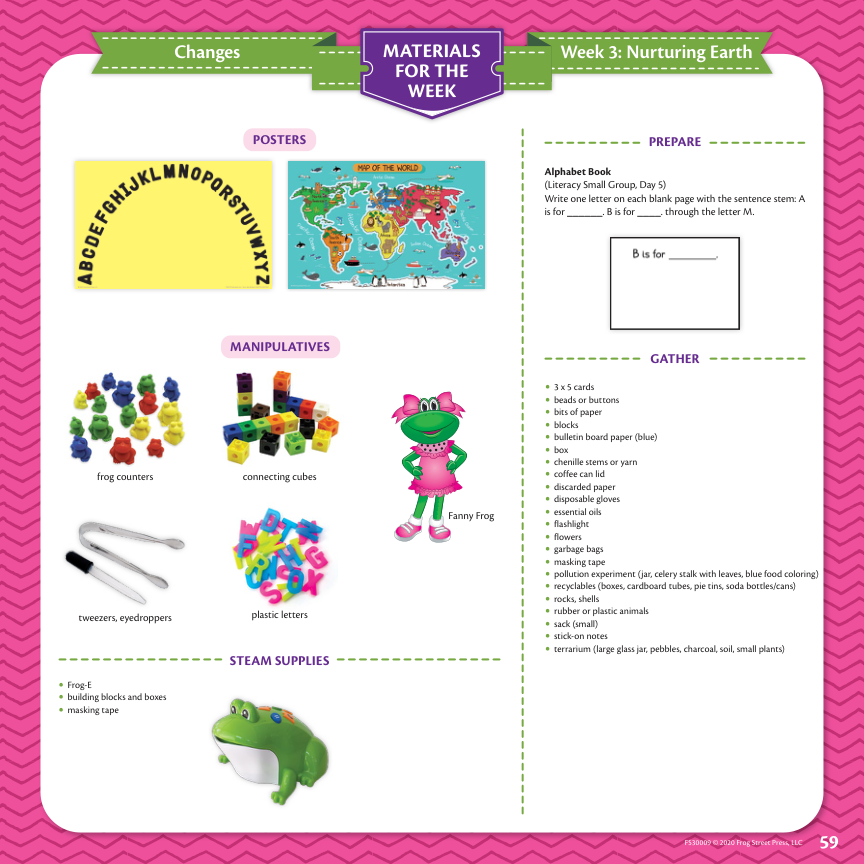 Changes
MATERIALS
FOR THE
WEEK
Week 3: Nurturing Earth
POSTERS
ABCDEFGHIJKLMNOPQRSTUVWXYZ
MAP OF THE WORLD
MANIPULATIVES
frog counters
connecting cubes
Fanny Frog
tweezers, eyedroppers
plastic letters
STEAM SUPPLIES
• Frog-E
• building blocks and boxes
• masking tape
PREPARE
Alphabet Book
(Literacy Small Group, Day 5)
Write one letter on each blank page with the sentence stem: A
is for _______. B is for _____. through the letter M.
B is for ________.
GATHER
• 3 x 5 cards
• beads or buttons
• bits of paper
• blocks
• bulletin board paper (blue)
• box
• chenille stems or yarn
• coffee can lid
• discarded paper
• disposable gloves
• essential oils
• flashlight
• flowers
• garbage bags
• masking tape
• pollution experiment (jar, celery stalk with leaves, blue food coloring)
• recyclables (boxes, cardboard tubes, pie tins, soda bottles/cans)
• rocks, shells
• rubber or plastic animals
• sack (small)
• stick-on notes
• terrarium (large glass jar, pebbles, charcoal, soil, small plants)
FS30009 © 2020 Frog Street Press, LLC
59